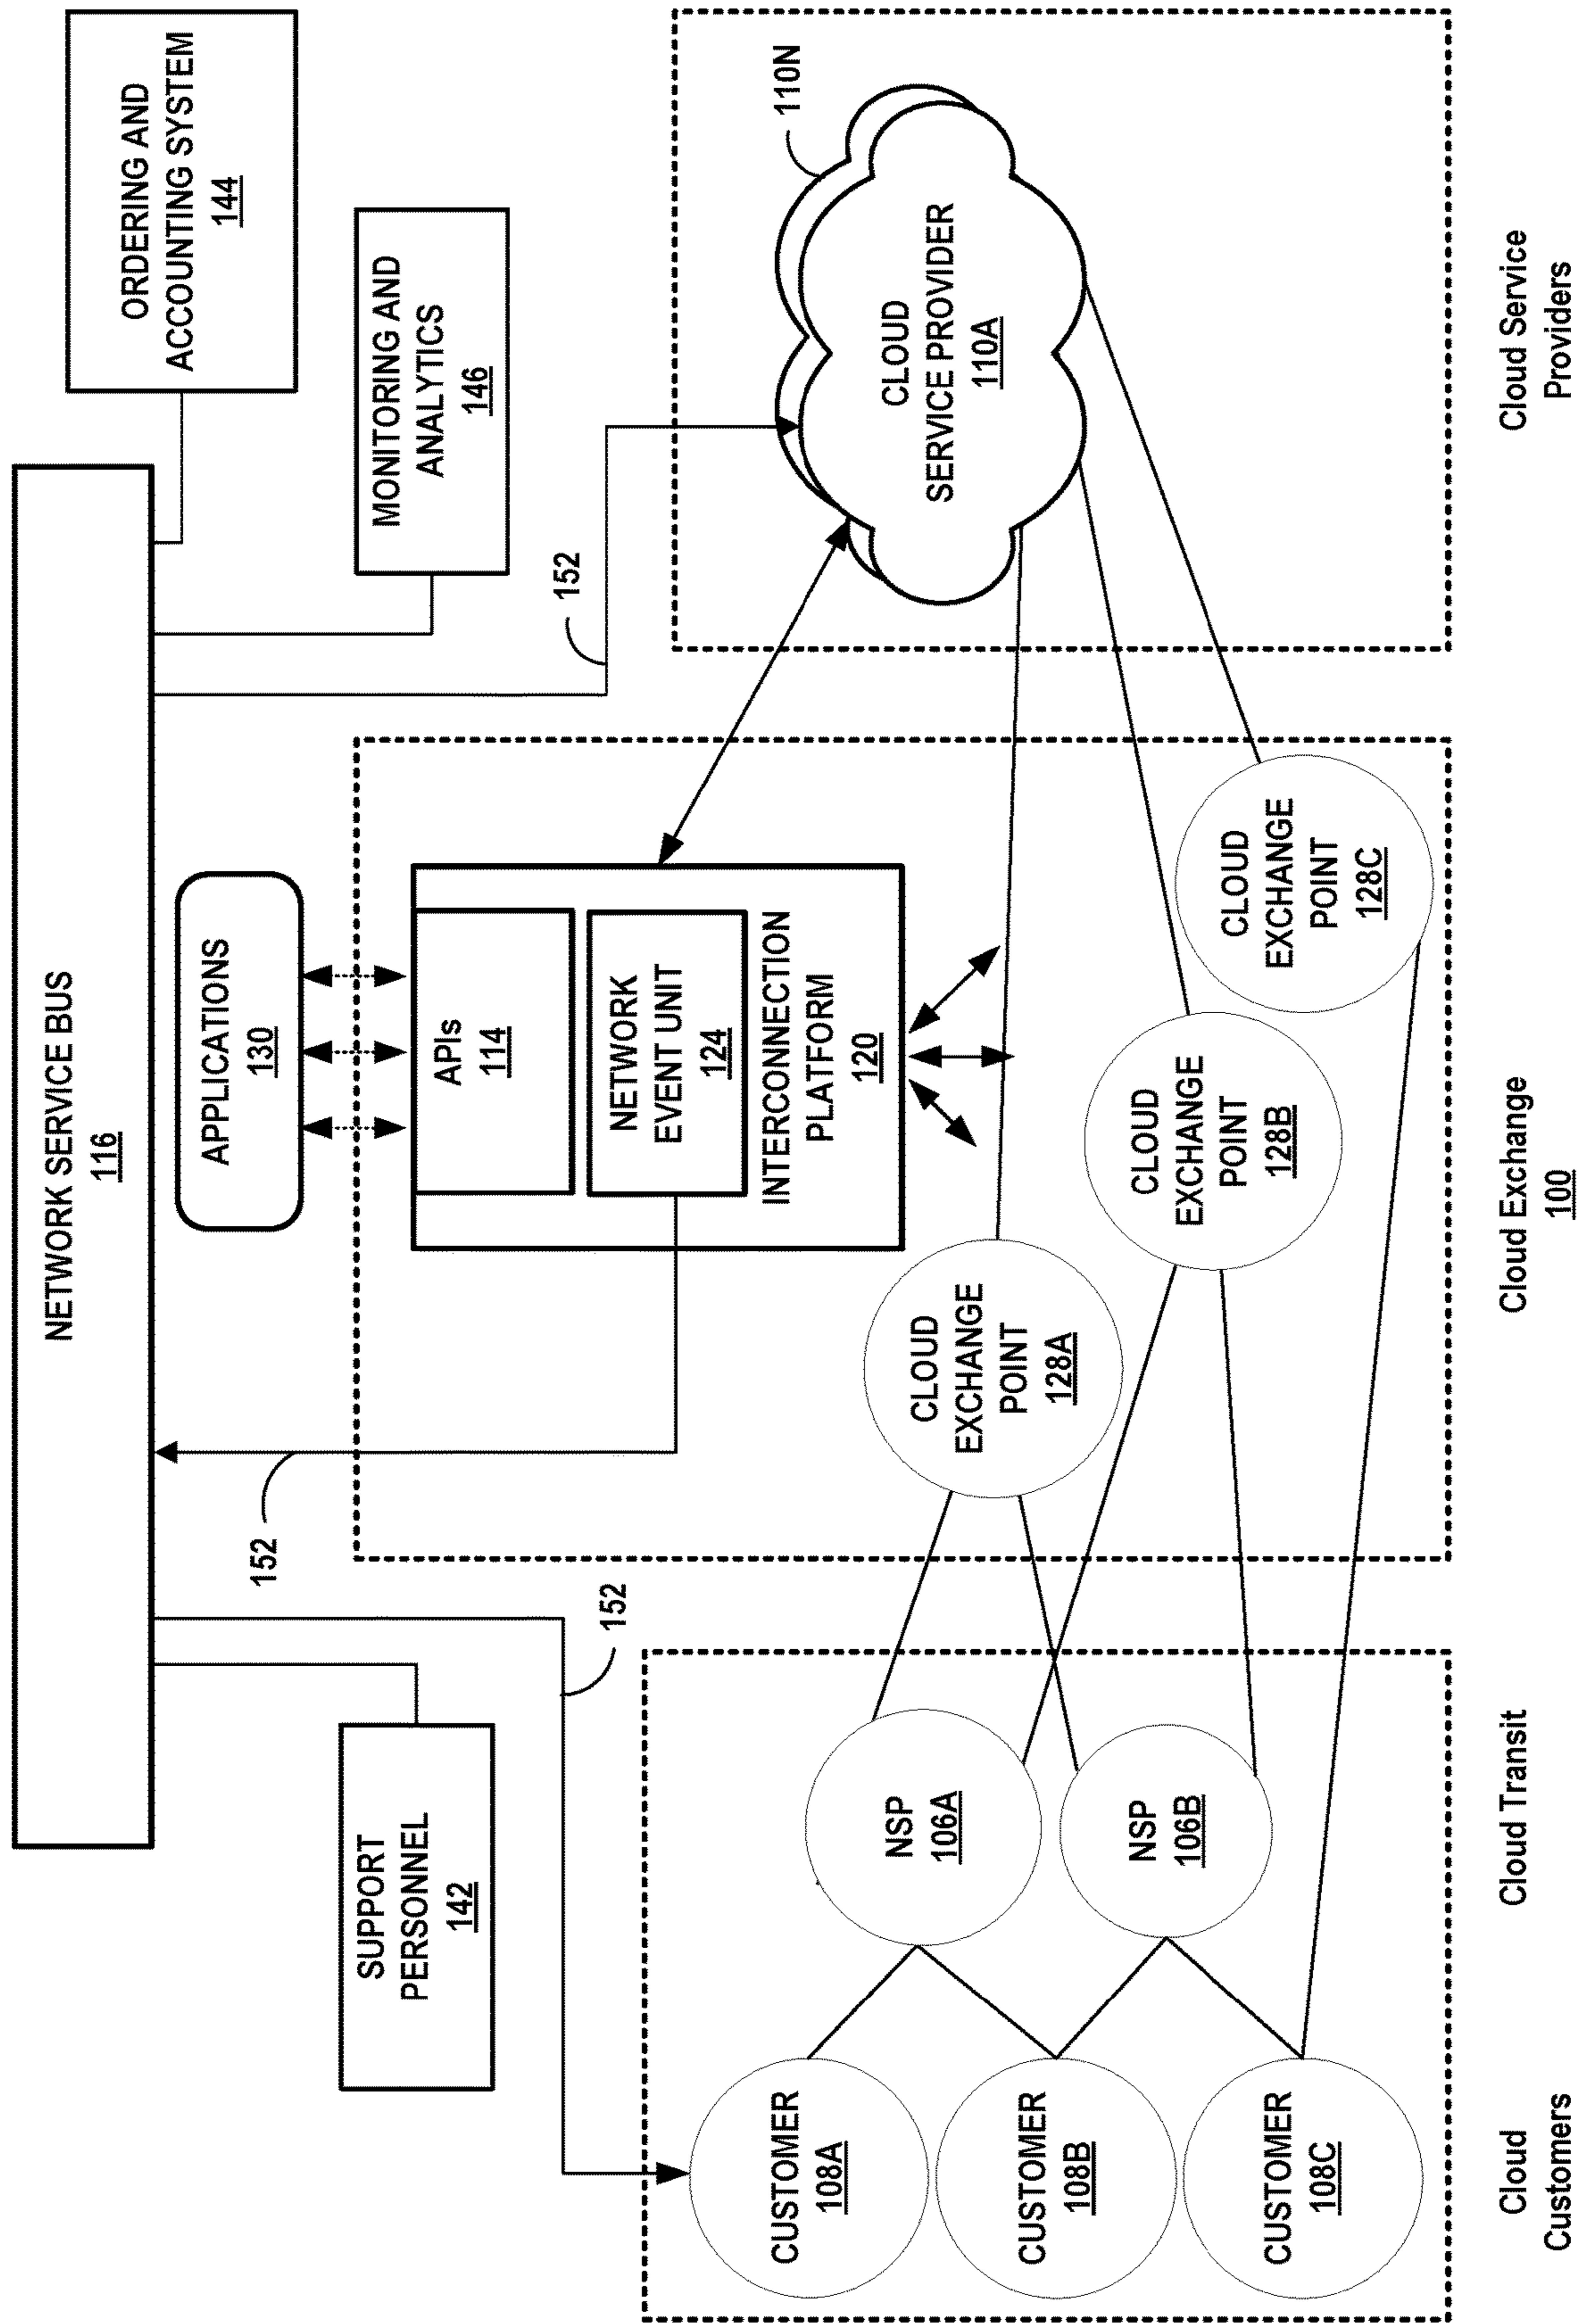 NETWORK SERVICE BUS
116
SUPPORT
PERSONNEL
142
152
152
APPLICATIONS
130
152
MONITORING AND
ANALYTICS
146
ORDERING AND
ACCOUNTING SYSTEM
144
APIs
114
NETWORK
EVENT UNIT
124
INTERCONNECTION
PLATFORM
120
110N
CLOUD
SERVICE PROVIDER
110A
CUSTOMER
108A
CUSTOMER
108B
CUSTOMER
108C
NSP
106A
NSP
106B
CLOUD
EXCHANGE
POINT
128A
CLOUD
EXCHANGE
POINT
128B
CLOUD
EXCHANGE
POINT
128C
Cloud
Customers
Cloud Transit
Cloud Exchange
100
Cloud Service
Providers